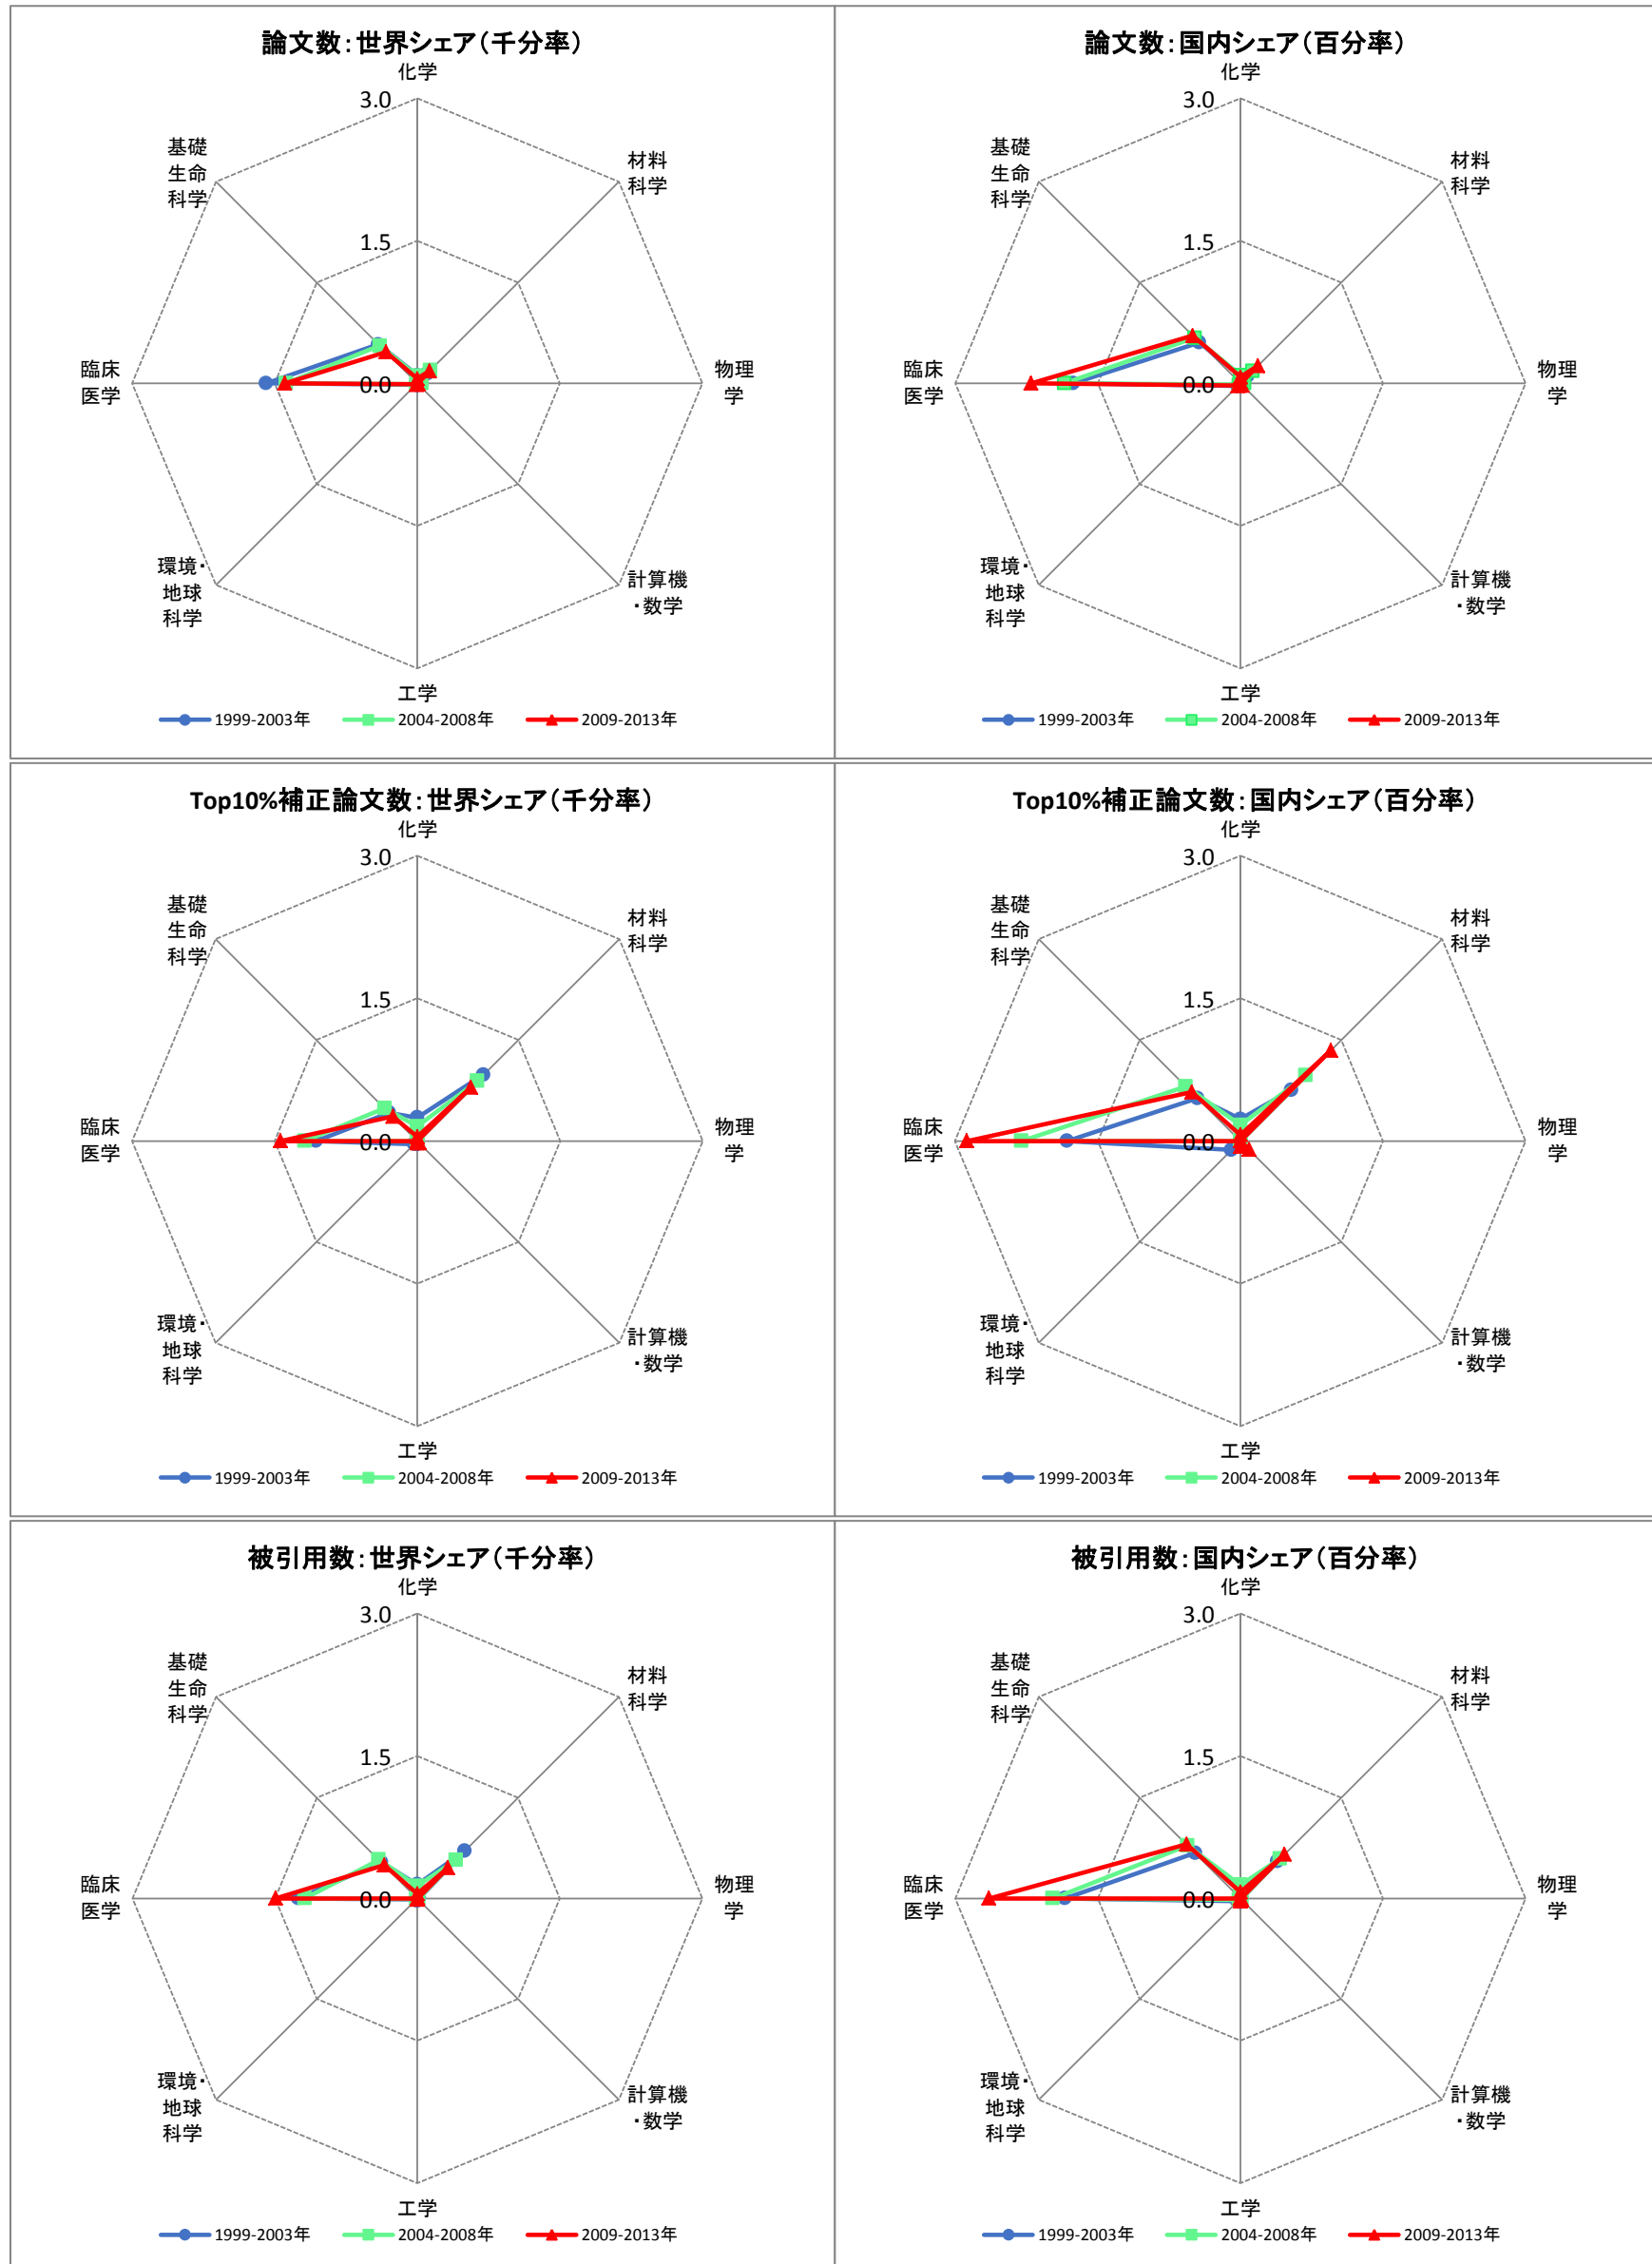 論文数：世界シェア（千分率）
化学
3.0
基礎
生命
科学
材料
科学
1.5
臨床
医学
0.0
物理
学
環境・
地球
科学
計算機
・数学
工学
1999-2003年
2004-2008年
2009-2013年
論文数：国内シェア（百分率）
化学
3.0
基礎
生命
科学
材料
科学
1.5
臨床
医学
0.0
物理
学
環境・
地球
科学
計算機
・数学
工学
1999-2003年
2004-2008年
2009-2013年
Top10%補正論文数：世界シェア（千分率）
化学
3.0
基礎
生命
科学
材料
科学
1.5
臨床
医学
0.0
物理
学
環境・
地球
科学
計算機
・数学
工学
1999-2003年
2004-2008年
2009-2013年
Top10%補正論文数：国内シェア（百分率）
化学
3.0
基礎
生命
科学
材料
科学
1.5
臨床
医学
0.0
物理
学
環境・
地球
科学
計算機
・数学
工学
1999-2003年
2004-2008年
2009-2013年
被引用数：世界シェア（千分率）
化学
3.0
基礎
生命
科学
材料
科学
1.5
臨床
医学
0.0
物理
学
環境・
地球
科学
計算機
・数学
工学
1999-2003年
2004-2008年
2009-2013年
被引用数：国内シェア（百分率）
化学
3.0
基礎
生命
科学
材料
科学
1.5
臨床
医学
0.0
物理
学
環境・
地球
科学
計算機
・数学
工学
1999-2003年
2004-2008年
2009-2013年